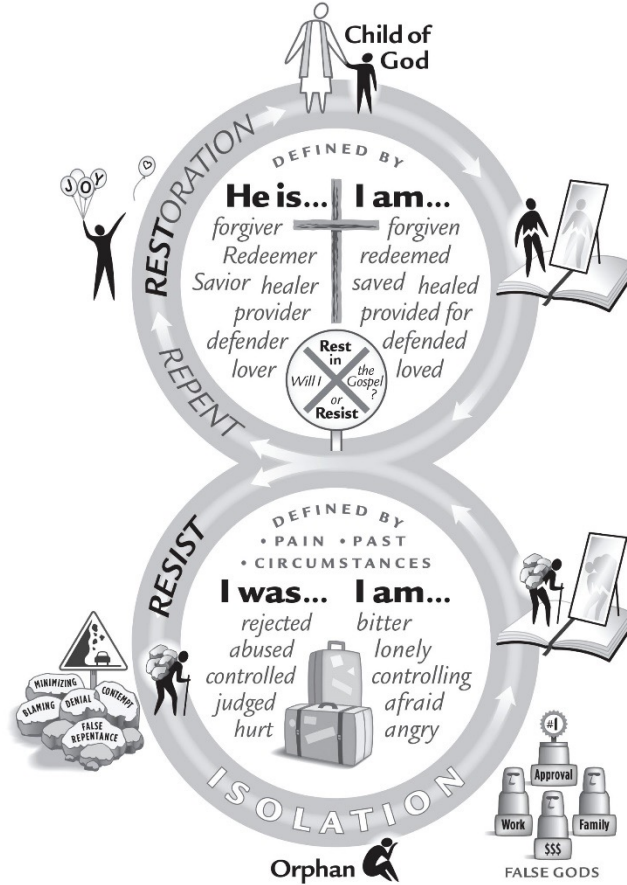 Child of
God
RESTORATION
DEFINED BY
He is... I am...
forgiver forgiven
Redeemer redeemed
Savior healer saved healed
provider provided for
defender defended
lover loved
JOY
REPENT
Rest
in
Will I the
Gospel
?
or
Resist
RESIST
DEFINED BY
• PAIN • PAST
• CIRCUMSTANCES
I was... I am...
rejected bitter
abused lonely
controlled controlling
judged afraid
hurt angry
MINIMIZING
BLAMING DENIAL CONTEMPT
FALSE
REPENTANCE
ISOLATION
Orphan
#1
Approval
Work Family
$$$
FALSE GODS